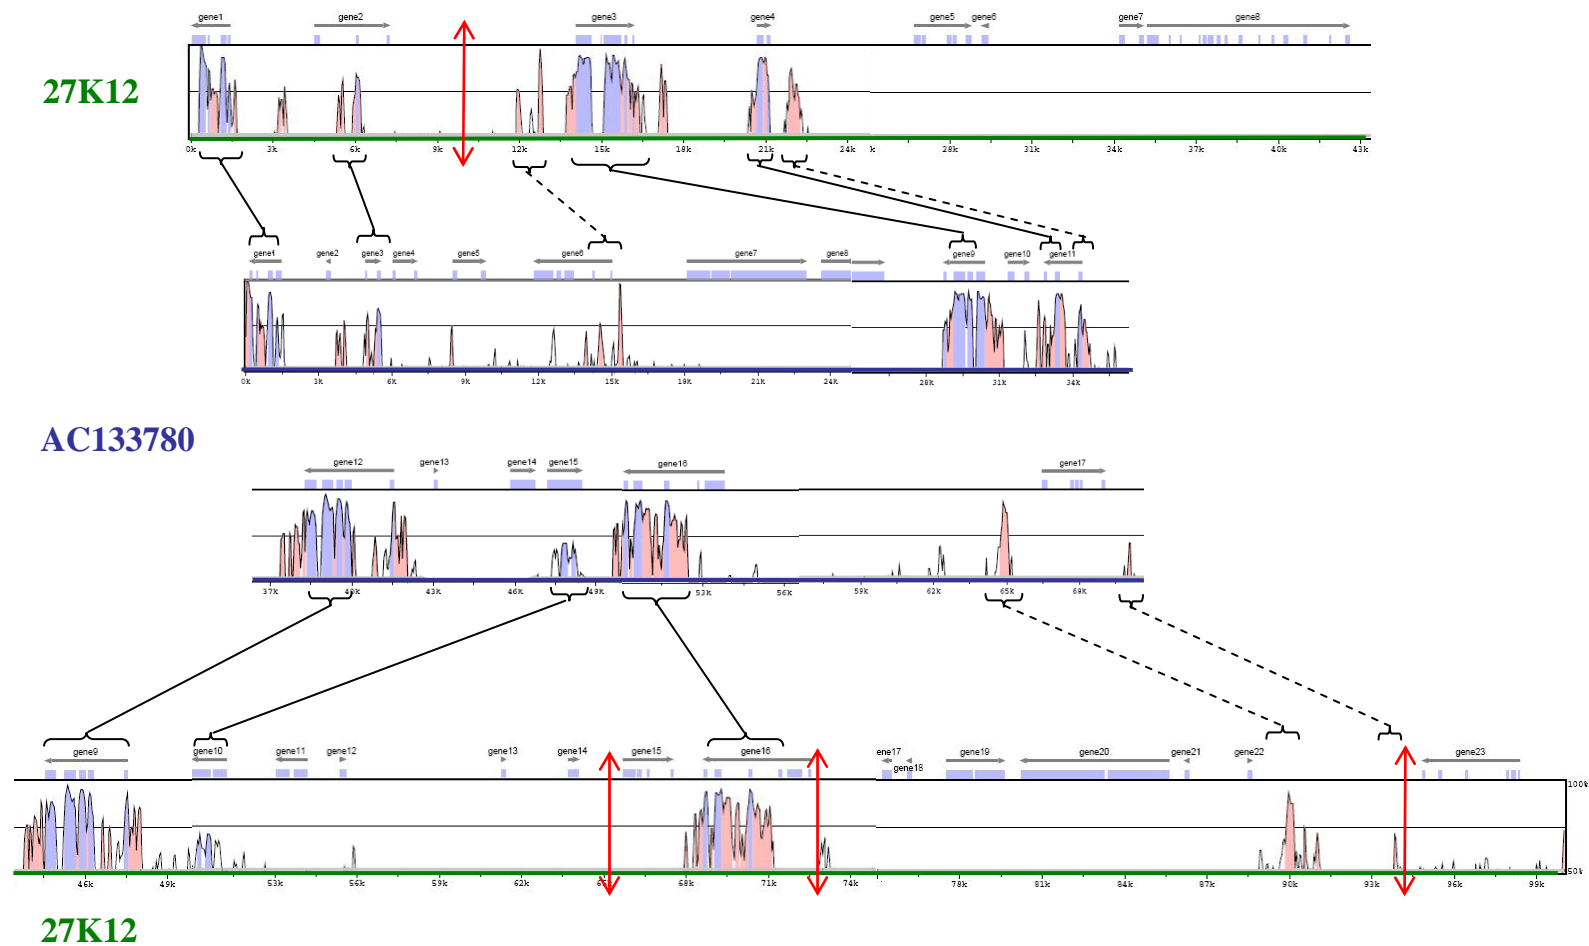 gene1 gene2 gene3 gene4 gene5 gene6 gene7 gene8
27K12
0k 3k 6k 9k 12k 15k 18k 21k 24k k 28k 31k 34k 37k 40k 43k
gene1 gene2 gene3 gene4 gene5 gene6 gene7 gene8 gene9 gene10 gene11
0k 3k 6k 9k 12k 15k 18k 21k 24k 28k 31k 34k
AC133780
gene12 gene13 gene14 gene15 gene16 gene17
37k 40k 43k 46k 49k 53k 56k 59k 62k 65k 69k
gene9 gene10 gene11 gene12 gene13 gene14 gene15 gene16 ene17 gene18 gene19 gene20 gene21 gene22 gene23
100%
50%
46k 49k 53k 56k 59k 62k 65k 68k 71k 74k 78k 81k 84k 87k 90k 93k 96k 99k
27K12